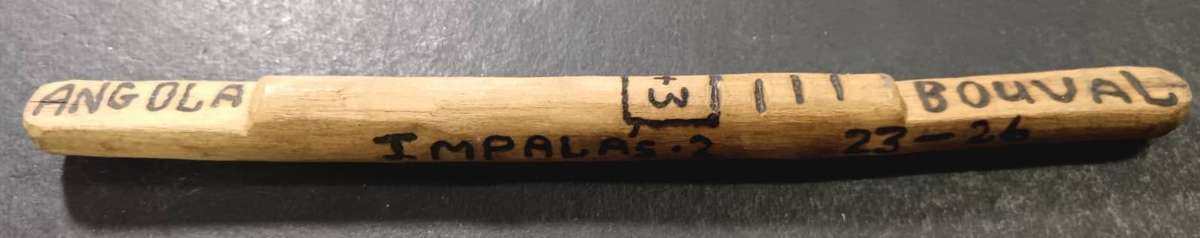 ANGOLA
+
W
BOUVAL
IMPALAS·2
23-26